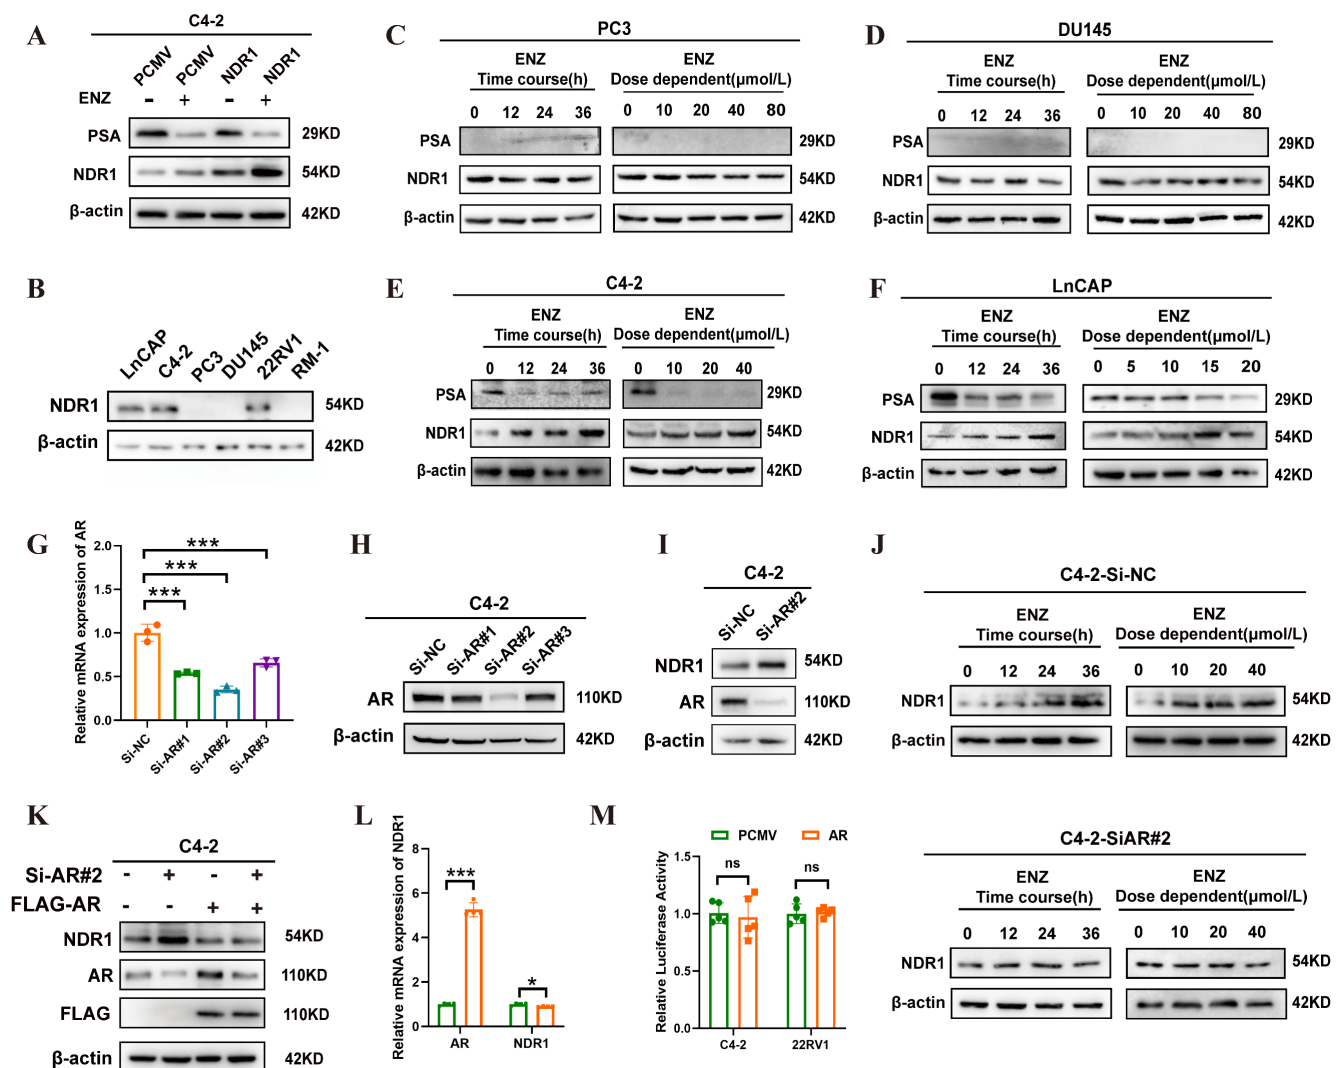 A
C4-2
PCMV PCMV NDR1 NDR1
ENZ - + - +
PSA 29KD
NDR1 54KD
β-actin 42KD
B
LnCAP C4-2 PC3 DU145 22RV1 RM-1
NDR1 54KD
β-actin 42KD
C
PC3
ENZ ENZ
Time course(h) Dose dependent(μmol/L)
0 12 24 36 0 10 20 40 80
PSA 29KD
NDR1 54KD
β-actin 42KD
D
DU145
ENZ ENZ
Time course(h) Dose dependent(μmol/L)
0 12 24 36 0 10 20 40 80
PSA 29KD
NDR1 54KD
β-actin 42KD
E
C4-2
ENZ ENZ
Time course(h) Dose dependent(μmol/L)
0 12 24 36 0 10 20 40
PSA 29KD
NDR1 54KD
β-actin 42KD
F
LnCAP
ENZ ENZ
Time course(h) Dose dependent(μmol/L)
0 12 24 36 0 5 10 15 20
PSA 29KD
NDR1 54KD
β-actin 42KD
G
Relative mRNA expression of AR
2.0
1.5
1.0
0.5
0.0
***
***
***
Si-NC Si-AR#1 Si-AR#2 Si-AR#3
H
C4-2
Si-NC Si-AR#1 Si-AR#2 Si-AR#3
AR 110KD
β-actin 42KD
I
C4-2
Si-NC Si-AR#2
NDR1 54KD
AR 110KD
β-actin 42KD
J
C4-2-Si-NC
ENZ ENZ
Time course(h) Dose dependent(μmol/L)
0 12 24 36 0 10 20 40
NDR1 54KD
β-actin 42KD
C4-2-SiAR#2
ENZ ENZ
Time course(h) Dose dependent(μmol/L)
0 12 24 36 0 10 20 40
NDR1 54KD
β-actin 42KD
K
C4-2
Si-AR#2 - + - +
FLAG-AR - - + +
NDR1 54KD
AR 110KD
FLAG 110KD
β-actin 42KD
L
Relative mRNA expression of NDR1
8
6
4
2
0
***
*
AR NDR1
M
PCMV AR
Relative Luciferase Activity
1.5
1.0
0.5
0.0
ns ns
C4-2 22RV1